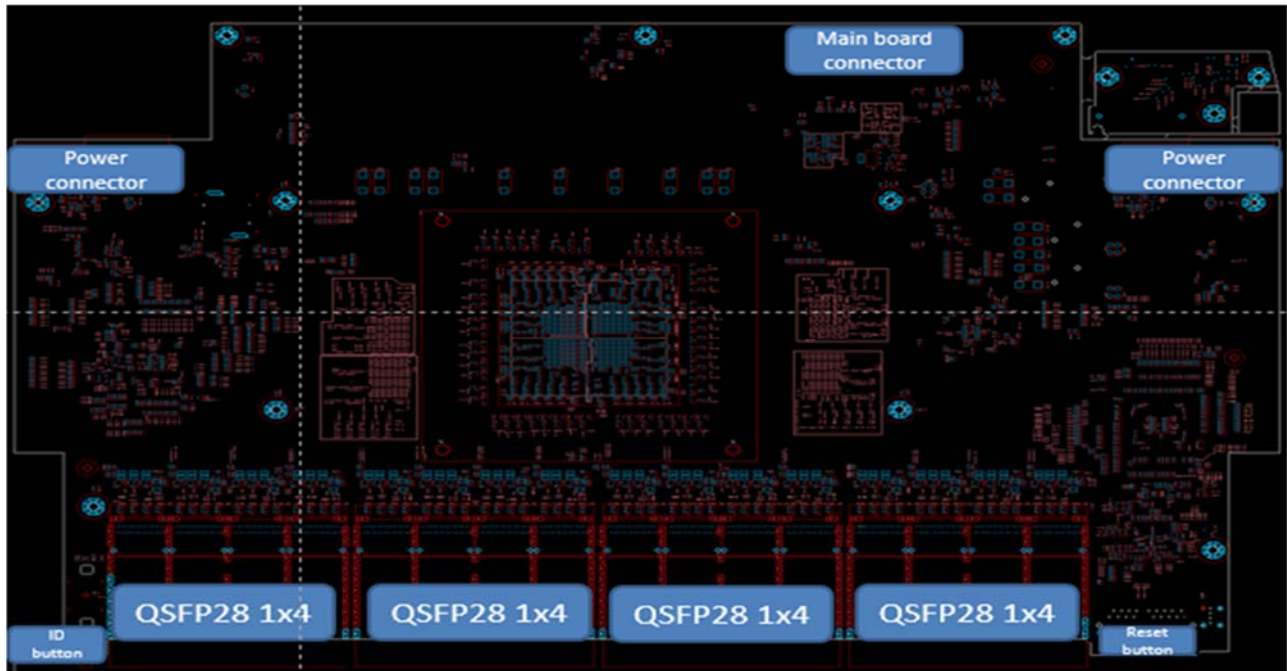 Main board
connector
Power
connector
Power
connector
QSFP28 1x4
QSFP28 1x4
QSFP28 1x4
QSFP28 1x4
ID
button
Reset
button